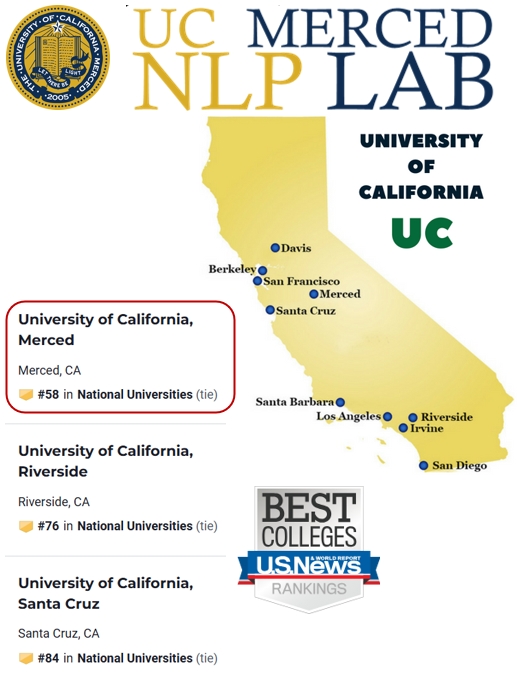 THE UNIVERSITY OF CALIFORNIA MERCED
LET THERE BE LIGHT
·2005·
UC MERCED
NLP LAB
UNIVERSITY
OF
CALIFORNIA
UC
Davis
Berkeley
San Francisco
Merced
Santa Cruz
Santa Barbara
Los Angeles
Riverside
Irvine
San Diego
University of California,
Merced
Merced, CA
#58 in National Universities (tie)
University of California,
Riverside
Riverside, CA
#76 in National Universities (tie)
University of California,
Santa Cruz
Santa Cruz, CA
#84 in National Universities (tie)
BEST
COLLEGES
U.S.News & WORLD REPORT
RANKINGS